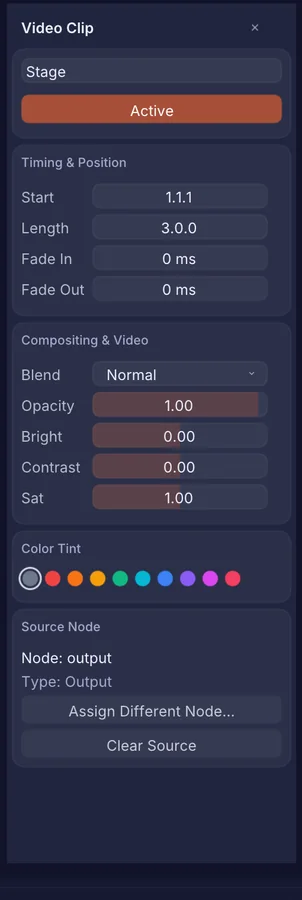 Video Clip ×
Stage
Active
Timing & Position
Start 1.1.1
Length 3.0.0
Fade In 0 ms
Fade Out 0 ms
Compositing & Video
Blend Normal
Opacity 1.00
Bright 0.00
Contrast 0.00
Sat 1.00
Color Tint
Source Node
Node: output
Type: Output
Assign Different Node...
Clear Source